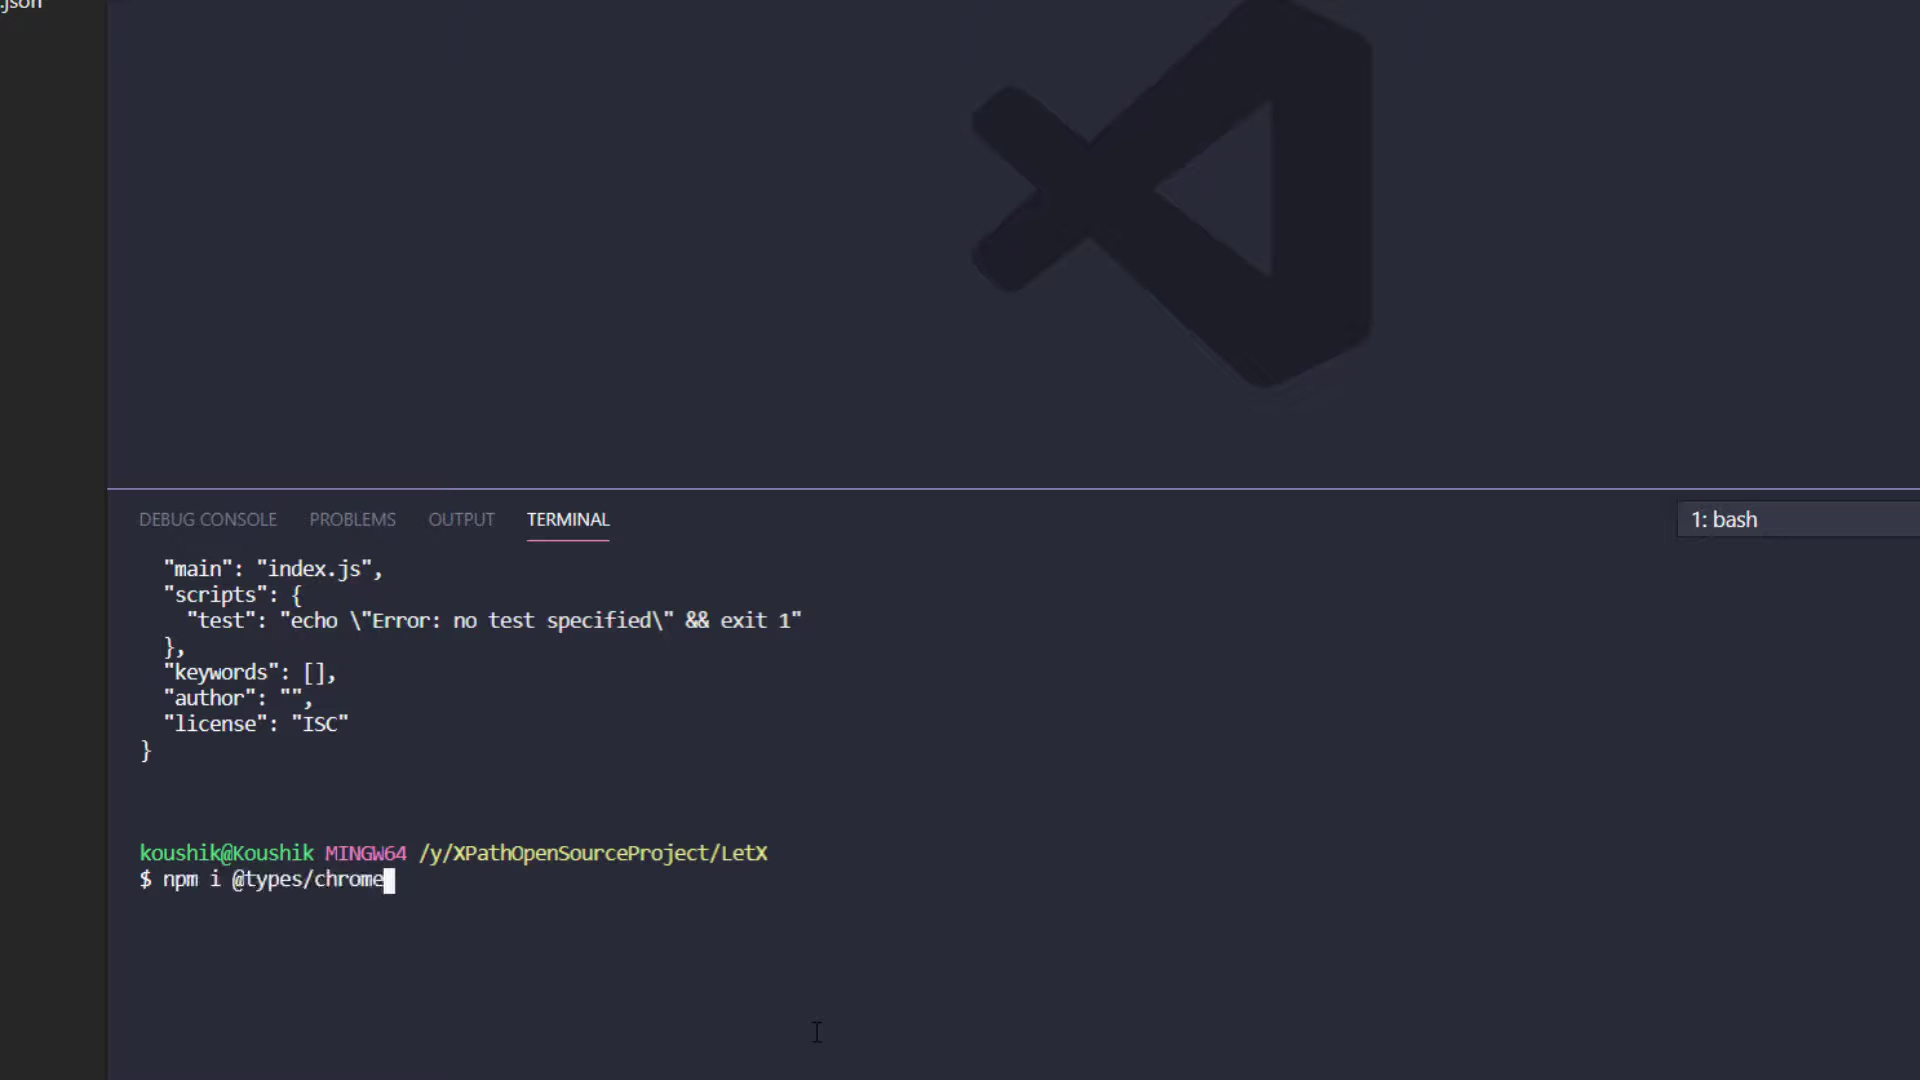 .json
DEBUG CONSOLE PROBLEMS OUTPUT TERMINAL 1: bash
"main": "index.js",
"scripts": {
"test": "echo \"Error: no test specified\" && exit 1"
},
"keywords": [],
"author": "",
"license": "ISC"
}
koushik@Koushik MINGW64 /y/XPathOpenSourceProject/LetX
$ npm i @types/chrome